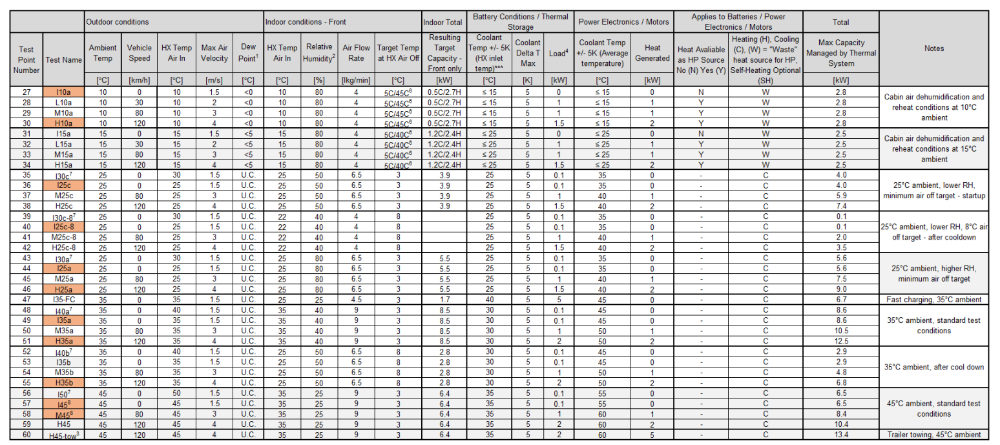 Outdoor conditions Indoor conditions - Front Indoor Total Battery Conditions / Thermal Storage Power Electronics / Motors Applies to Batteries / Power Electronics / Motors Total
Test Point Number Test Name Ambient Temp Vehicle Speed HX Temp Air In Max Air Velocity Dew Point¹ HX Temp Air In Relative Humidity² Air Flow Rate Target Temp at HX Air Off Resulting Target Capacity - Front only Coolant Temp +/- 5K (HX inlet temp)*** Coolant Delta T Max Load⁴ Coolant Temp +/- 5K (Average temperature) Heat Generated Heat Avaliable as HP Source No (N) Yes (Y) Heating (H), Cooling (C), (W) = "Waste" heat source for HP, Self-Heating Optional (SH) Max Capacity Managed by Thermal System Notes
[°C] [km/h] [°C] [m/s] [°C] [°C] [%] [lkg/min] [°C] [kW] [°C] [K] [kW] [°C] [kW] [kW]
27 I10a 10 0 10 1.5 <0 10 80 4 5C/45C⁶ 0.5C/2.7H ≤ 15 5 0 ≤ 15 0 N W 2.8
28 L10a 10 30 10 2 <0 10 80 4 5C/45C⁶ 0.5C/2.7H ≤ 15 5 1 ≤ 15 1 Y W 2.8
29 M10a 10 80 10 3 <0 10 80 4 5C/45C⁶ 0.5C/2.7H ≤ 15 5 1 ≤ 15 1 Y W 2.8
30 H10a 10 120 10 4 <0 10 80 4 5C/45C⁶ 0.5C/2.7H ≤ 15 5 1.5 ≤ 15 2 Y W 2.8
Cabin air dehumidification and reheat conditions at 10°C ambient
31 I15a 15 0 15 1.5 <5 15 80 4 5C/40C⁶ 1.2C/2.4H ≤ 25 5 0 ≤ 25 0 N W 2.5
32 L15a 15 30 15 2 <5 15 80 4 5C/40C⁶ 1.2C/2.4H ≤ 25 5 1 ≤ 25 1 Y W 2.5
33 M15a 15 80 15 3 <5 15 80 4 5C/40C⁶ 1.2C/2.4H ≤ 25 5 1 ≤ 25 1 Y W 2.5
34 H15a 15 120 15 4 <5 15 80 4 5C/40C⁶ 1.2C/2.4H ≤ 25 5 1.5 ≤ 25 2 Y W 2.5
Cabin air dehumidification and reheat conditions at 15°C ambient
35 I30c⁷ 25 0 30 1.5 U.C. 25 50 6.5 3 3.9 25 5 0.1 35 0 - C 4.0
36 I25c 25 0 25 1.5 U.C. 25 50 6.5 3 3.9 25 5 0.1 35 0 - C 4.0
37 M25c 25 80 25 3 U.C. 25 50 6.5 3 3.9 25 5 1 40 1 - C 5.9
38 H25c 25 120 25 4 U.C. 25 50 6.5 3 3.9 25 5 1.5 40 2 - C 7.4
25°C ambient, lower RH, minimum air off target - startup
39 I30c-8⁷ 25 0 30 1.5 U.C. 22 40 4 8 25 5 0.1 35 0 - C 0.1
40 I25c-8 25 0 25 1.5 U.C. 22 40 4 8 25 5 0.1 35 0 - C 0.1
41 M25c-8 25 80 25 3 U.C. 22 40 4 8 25 5 1 40 1 - C 2.0
42 H25c-8 25 120 25 4 U.C. 22 40 4 8 25 5 1.5 40 2 - C 3.5
25°C ambient, lower RH, 8°C air off target - after cooldown
43 I30a⁷ 25 0 30 1.5 U.C. 25 80 6.5 3 5.5 25 5 0.1 35 0 - C 5.6
44 I25a 25 0 25 1.5 U.C. 25 80 6.5 3 5.5 25 5 0.1 35 0 - C 5.6
45 M25a 25 80 25 3 U.C. 25 80 6.5 3 5.5 25 5 1 40 1 - C 7.5
46 H25a 25 120 25 4 U.C. 25 80 6.5 3 5.5 25 5 1.5 40 2 - C 9.0
25°C ambient, higher RH, minimum air off target
47 I35-FC 35 0 35 1.5 U.C. 25 25 4.5 3 1.7 40 5 5 45 0 - C 6.7 Fast charging, 35°C ambient
48 I40a⁷ 35 0 40 1.5 U.C. 35 40 9 3 8.5 30 5 0.1 45 0 - C 8.6
49 I35a 35 0 35 1.5 U.C. 35 40 9 3 8.5 30 5 0.1 45 0 - C 8.6
50 M35a 35 80 35 3 U.C. 35 40 9 3 8.5 30 5 1 50 1 - C 10.5
51 H35a 35 120 35 4 U.C. 35 40 9 3 8.5 30 5 2 50 2 - C 12.5
35°C ambient, standard test conditions
52 I40b⁷ 35 0 40 1.5 U.C. 25 50 6.5 8 2.8 30 5 0.1 45 0 - C 2.9
53 I35b 35 0 35 1.5 U.C. 25 50 6.5 8 2.8 30 5 0.1 45 0 - C 2.9
54 M35b 35 80 35 3 U.C. 25 50 6.5 8 2.8 30 5 1 50 1 - C 4.8
55 H35b 35 120 35 4 U.C. 25 50 6.5 8 2.8 30 5 2 50 2 - C 6.8
35°C ambient, after cool down
56 I50⁷ 45 0 50 1.5 U.C. 35 25 9 3 6.4 35 5 0.1 55 0 - C 6.5
57 I45⁸ 45 0 45 1.5 U.C. 35 25 9 3 6.4 35 5 0.1 55 0 - C 6.5
58 M45⁸ 45 80 45 3 U.C. 35 25 9 3 6.4 35 5 1 60 1 - C 8.4
59 H45 45 120 45 4 U.C. 35 25 9 3 6.4 35 5 2 60 2 - C 10.4
45°C ambient, standard test conditions
60 H45-tow³ 45 120 45 4 U.C. 35 25 9 3 6.4 35 5 2 60 5 - C 13.4 Trailer towing, 45°C ambient